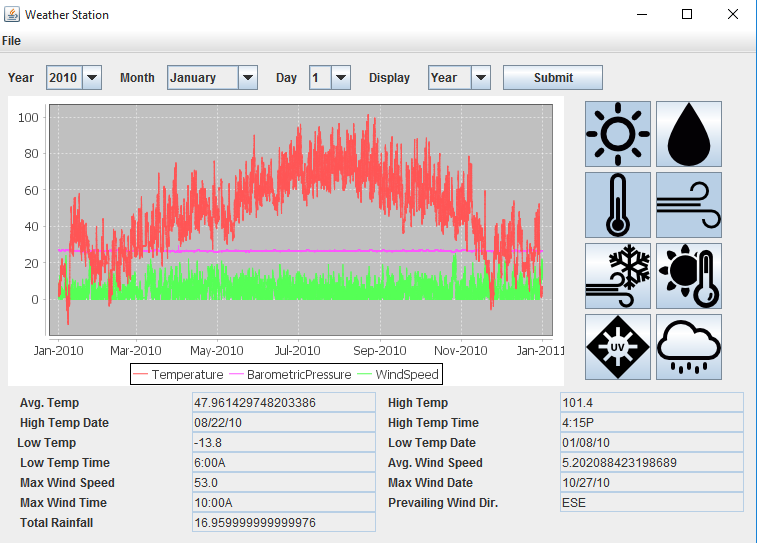 Weather Station
File
Year 2010 Month January Day 1 Display Year Submit
100
80
60
40
20
0
Jan-2010 Mar-2010 May-2010 Jul-2010 Sep-2010 Nov-2010 Jan-2011
Temperature BarometricPressure WindSpeed
UV
Avg. Temp 47.961429748203386 High Temp 101.4
High Temp Date 08/22/10 High Temp Time 4:15P
Low Temp -13.8 Low Temp Date 01/08/10
Low Temp Time 6:00A Avg. Wind Speed 5.202088423198689
Max Wind Speed 53.0 Max Wind Date 10/27/10
Max Wind Time 10:00A Prevailing Wind Dir. ESE
Total Rainfall 16.959999999999976